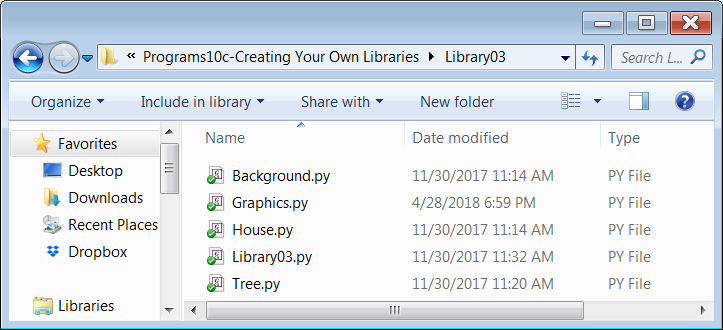 « Programs10c-Creating Your Own Libraries Library03 Search L...
Organize Include in library Share with New folder
Favorites
Desktop
Downloads
Recent Places
Dropbox
Libraries
Name Date modified Type
Background.py 11/30/2017 11:14 AM PY File
Graphics.py 4/28/2018 6:59 PM PY File
House.py 11/30/2017 11:14 AM PY File
Library03.py 11/30/2017 11:32 AM PY File
Tree.py 11/30/2017 11:20 AM PY File